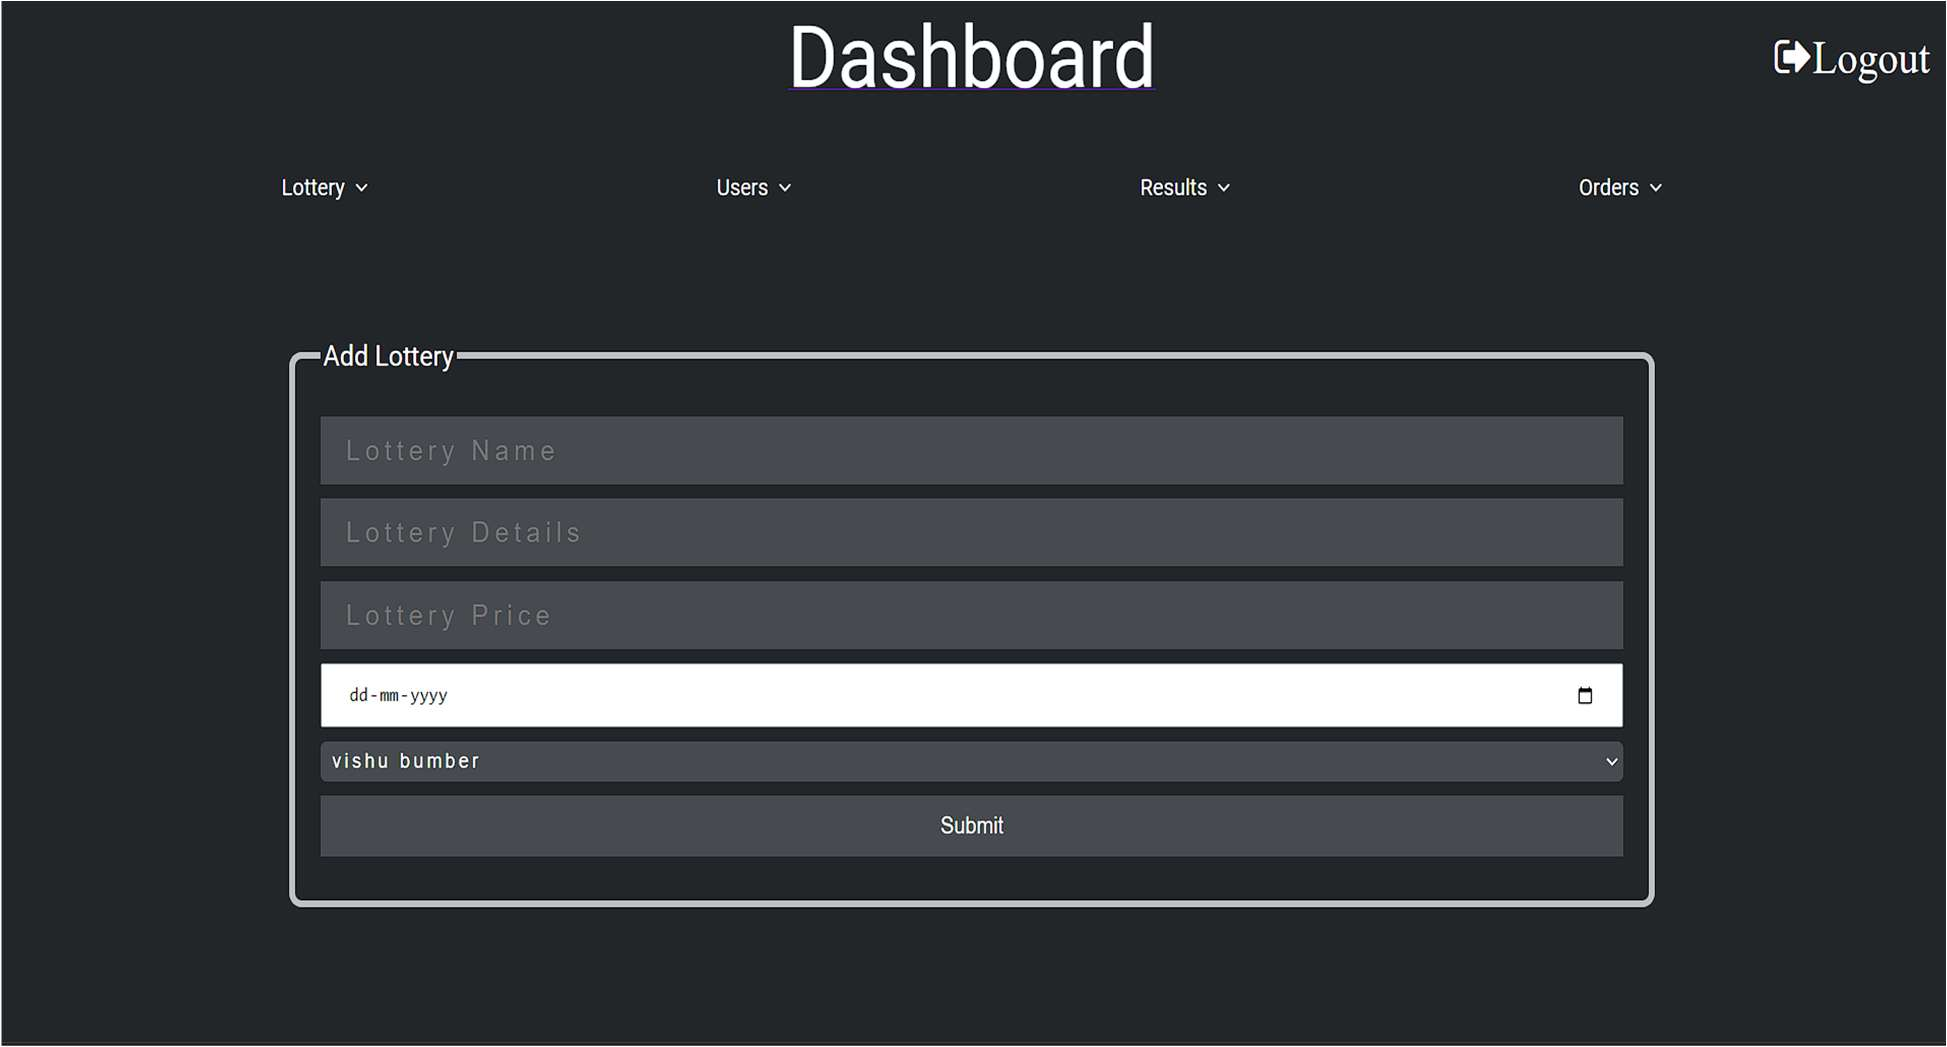 Dashboard
Logout
Lottery
Users
Results
Orders
Add Lottery
Lottery Name
Lottery Details
Lottery Price
dd-mm-yyyy
vishu bumber
Submit